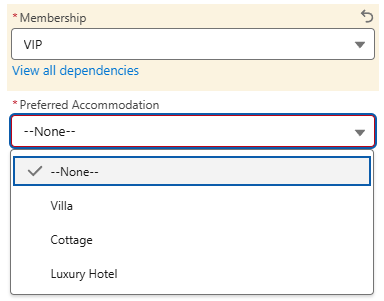 *Membership
VIP
View all dependencies
*Preferred Accommodation
--None--
--None--
Villa
Cottage
Luxury Hotel